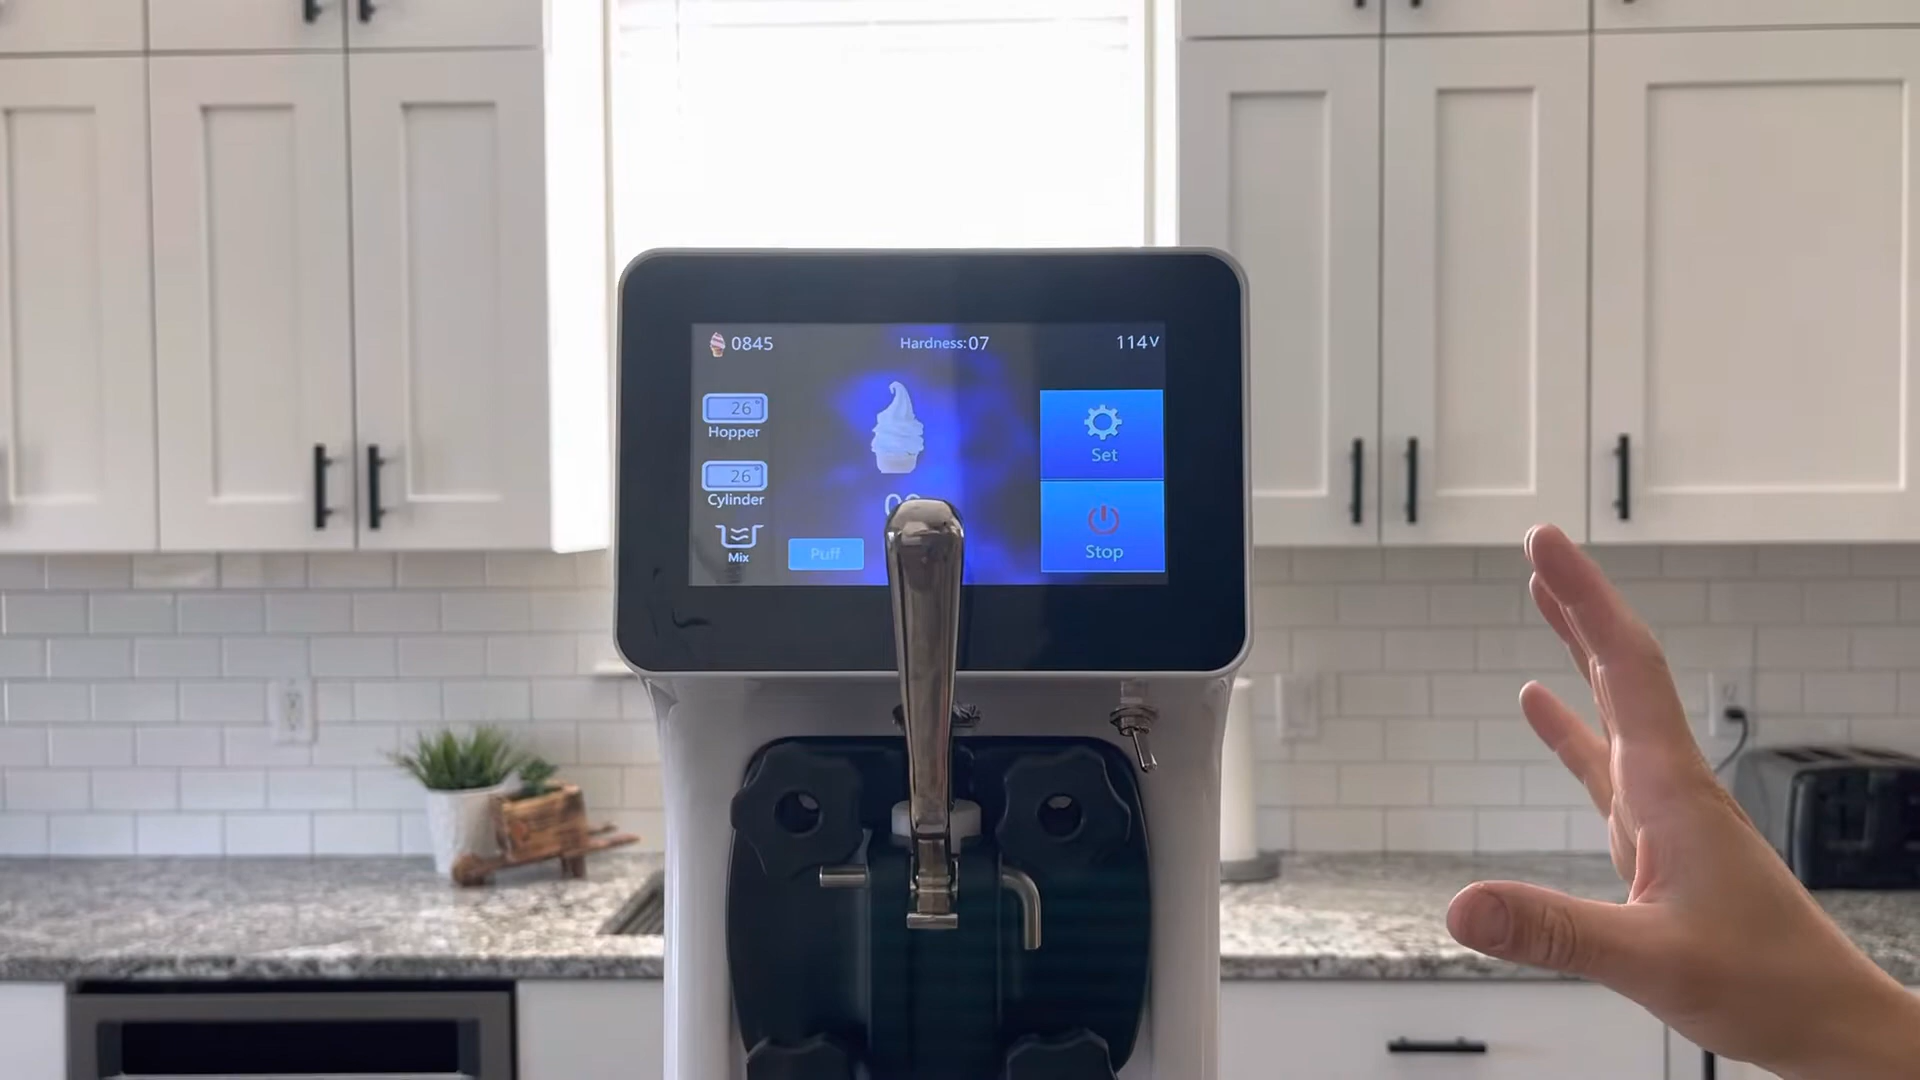 0845
Hardness:07
114V
26°
Hopper
26°
Cylinder
Mix
Puff
Set
Stop